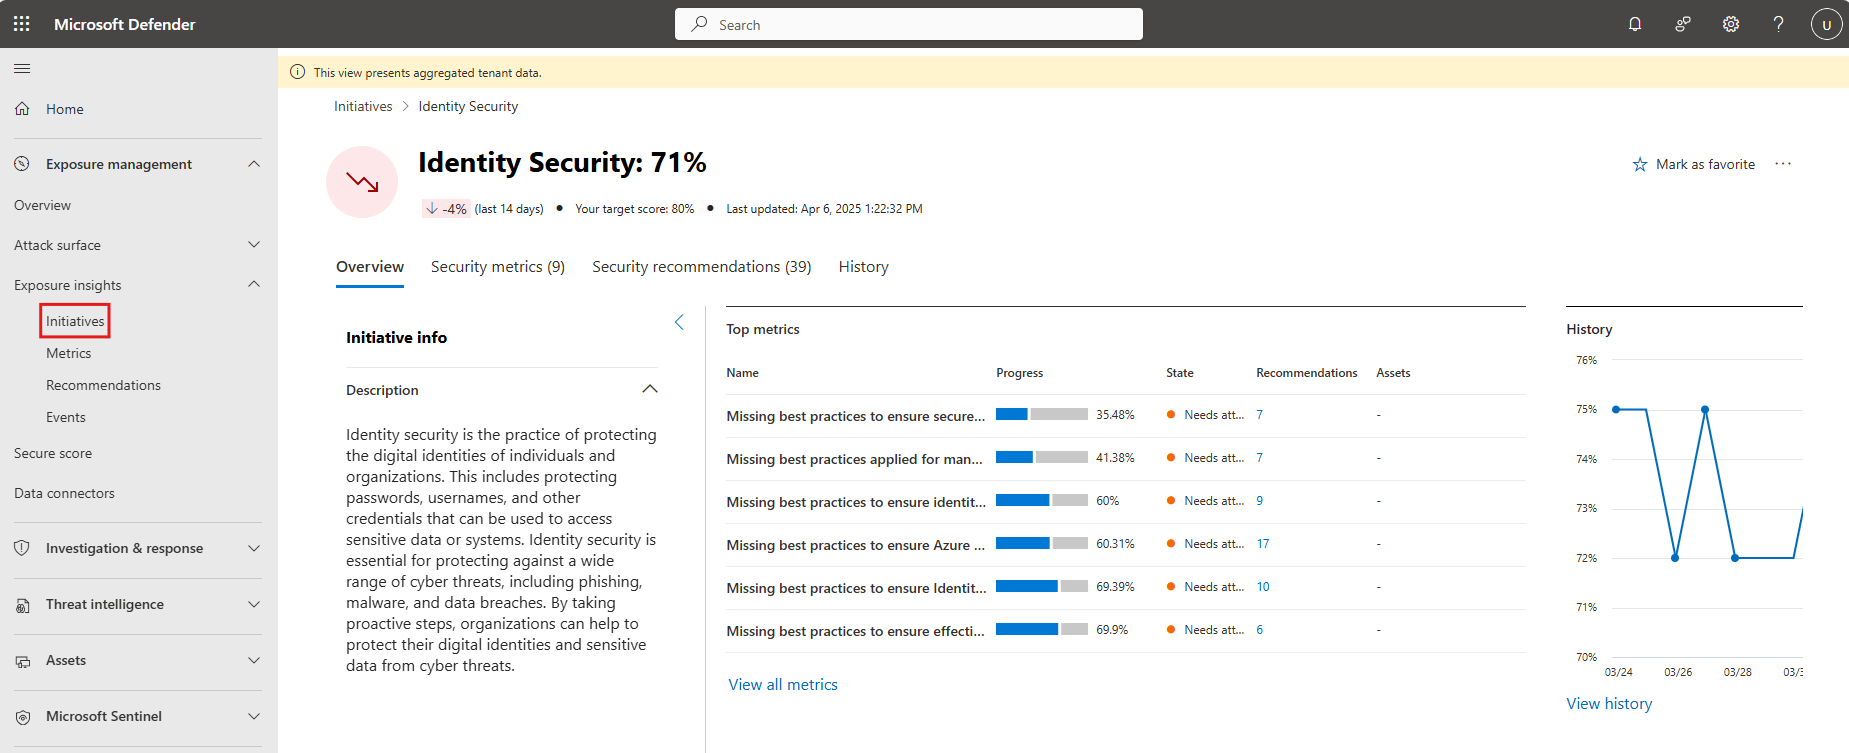 Microsoft Defender
Search
U
This view presents aggregated tenant data.
Home
Exposure management
Overview
Attack surface
Exposure insights
Initiatives
Metrics
Recommendations
Events
Secure score
Data connectors
Investigation & response
Threat intelligence
Assets
Microsoft Sentinel
Initiatives > Identity Security
Identity Security: 71%
Mark as favorite ···
↓ -4% (last 14 days) • Your target score: 80% • Last updated: Apr 6, 2025 1:22:32 PM
Overview Security metrics (9) Security recommendations (39) History
Initiative info
Description
Identity security is the practice of protecting
the digital identities of individuals and
organizations. This includes protecting
passwords, usernames, and other
credentials that can be used to access
sensitive data or systems. Identity security is
essential for protecting against a wide
range of cyber threats, including phishing,
malware, and data breaches. By taking
proactive steps, organizations can help to
protect their digital identities and sensitive
data from cyber threats.
Top metrics
Name Progress State Recommendations Assets
Missing best practices to ensure secure... 35.48% Needs att... 7 -
Missing best practices applied for man... 41.38% Needs att... 7 -
Missing best practices to ensure identit... 60% Needs att... 9 -
Missing best practices to ensure Azure ... 60.31% Needs att... 17 -
Missing best practices to ensure Identit... 69.39% Needs att... 10 -
Missing best practices to ensure effecti... 69.9% Needs att... 6 -
View all metrics
History
76%
75%
74%
73%
72%
71%
70%
03/24 03/26 03/28 03/3
View history